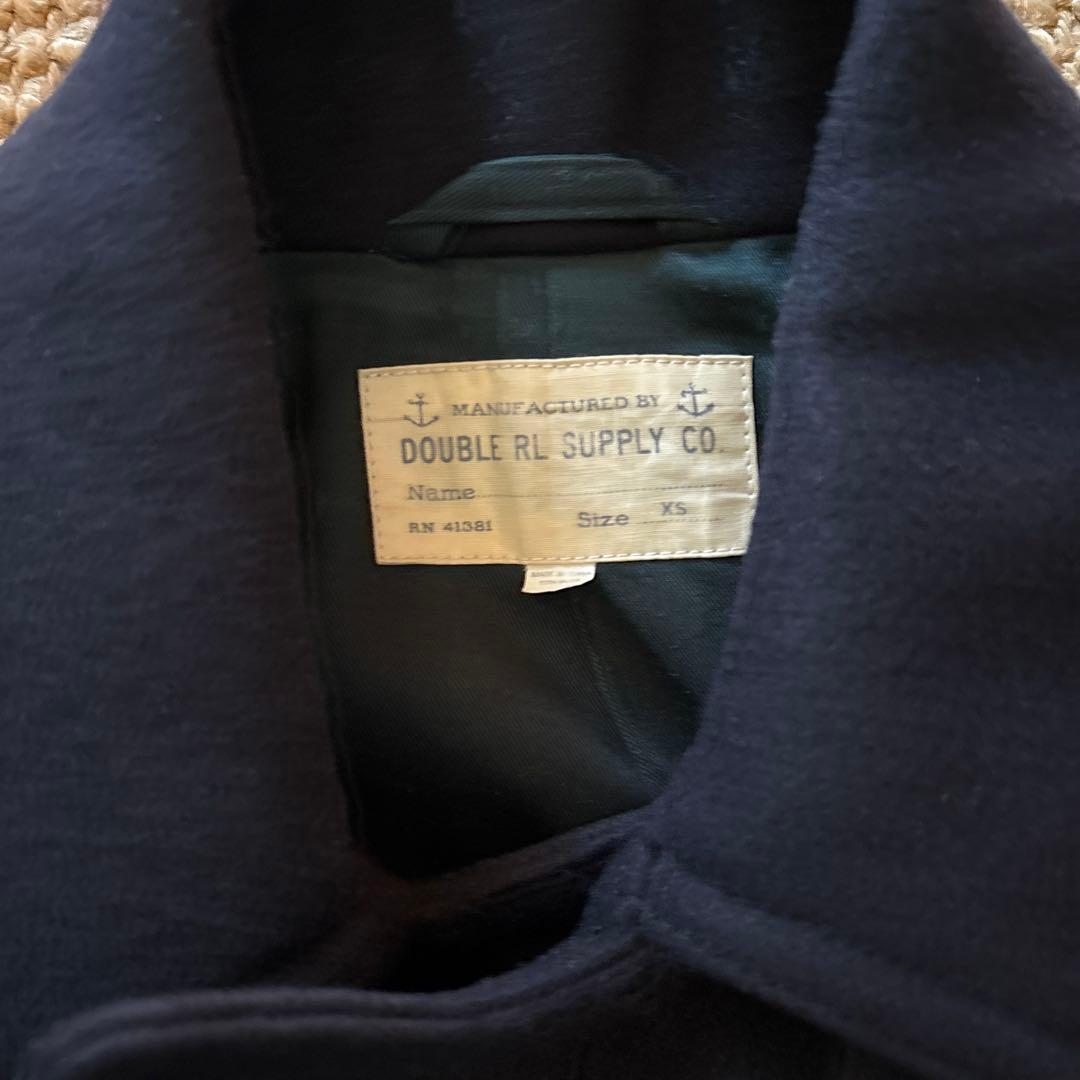 MANUFACTURED BY
DOUBLE RL SUPPLY CO.
Name
RN 41381 Size XS